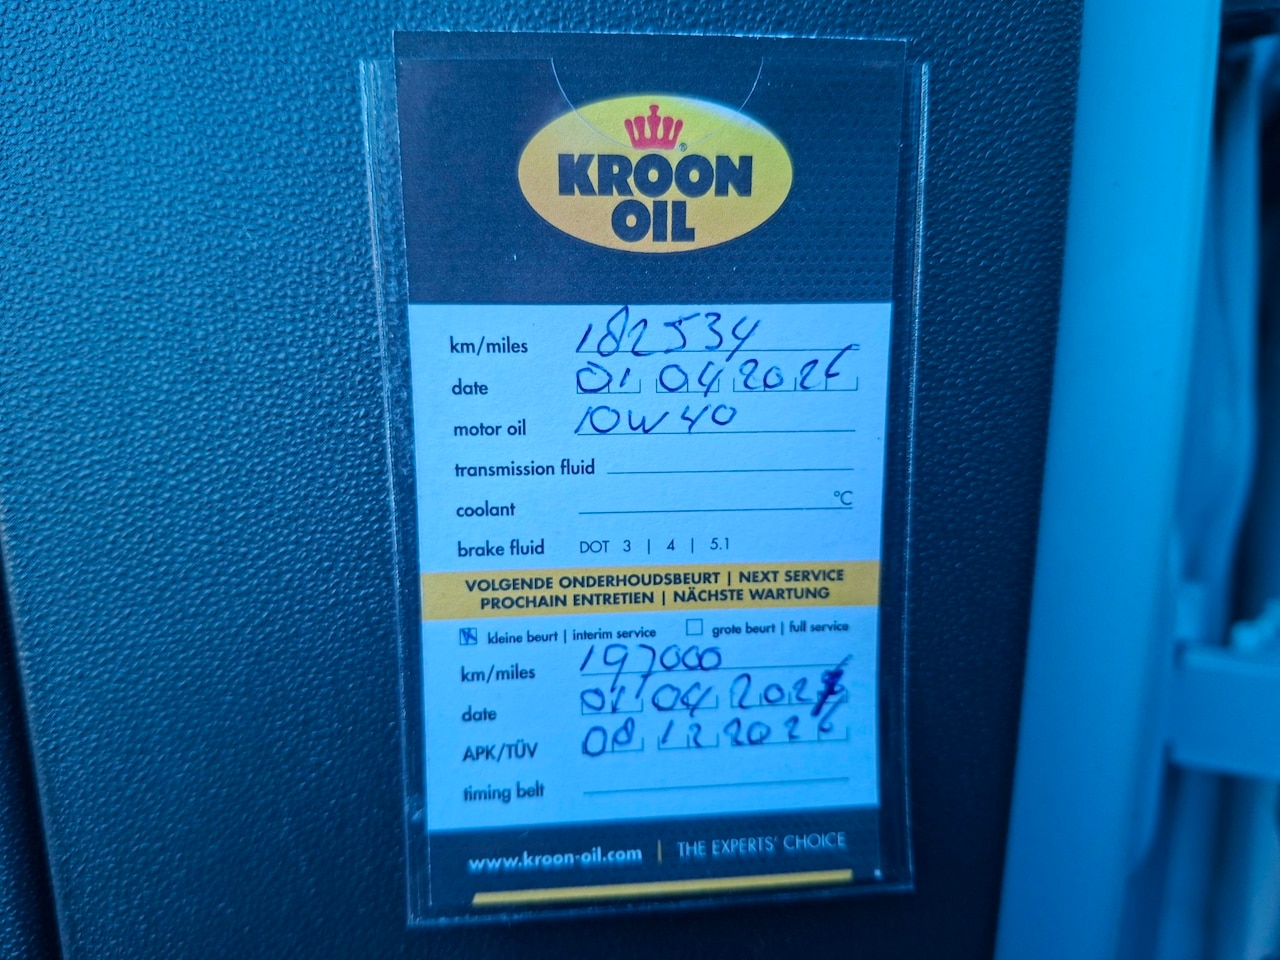 KROON
OIL
®
km/miles 182534
date 01 04 2026
motor oil 10W40
transmission fluid
coantant °C
brake fluid DOT 3 | 4 | 5.1
VOLGENDE ONDERHOUDSBEURT | NEXT SERVICE
PROCHAIN ENTRETIEN | NÄCHSTE WARTUNG
kleine beurt | interim service grote beurt | full service
km/miles 197000
date 01 04 2027
APK/TÜV 08 12 2026
timing belt
www.kroon-oil.com | THE EXPERTS' CHOICE